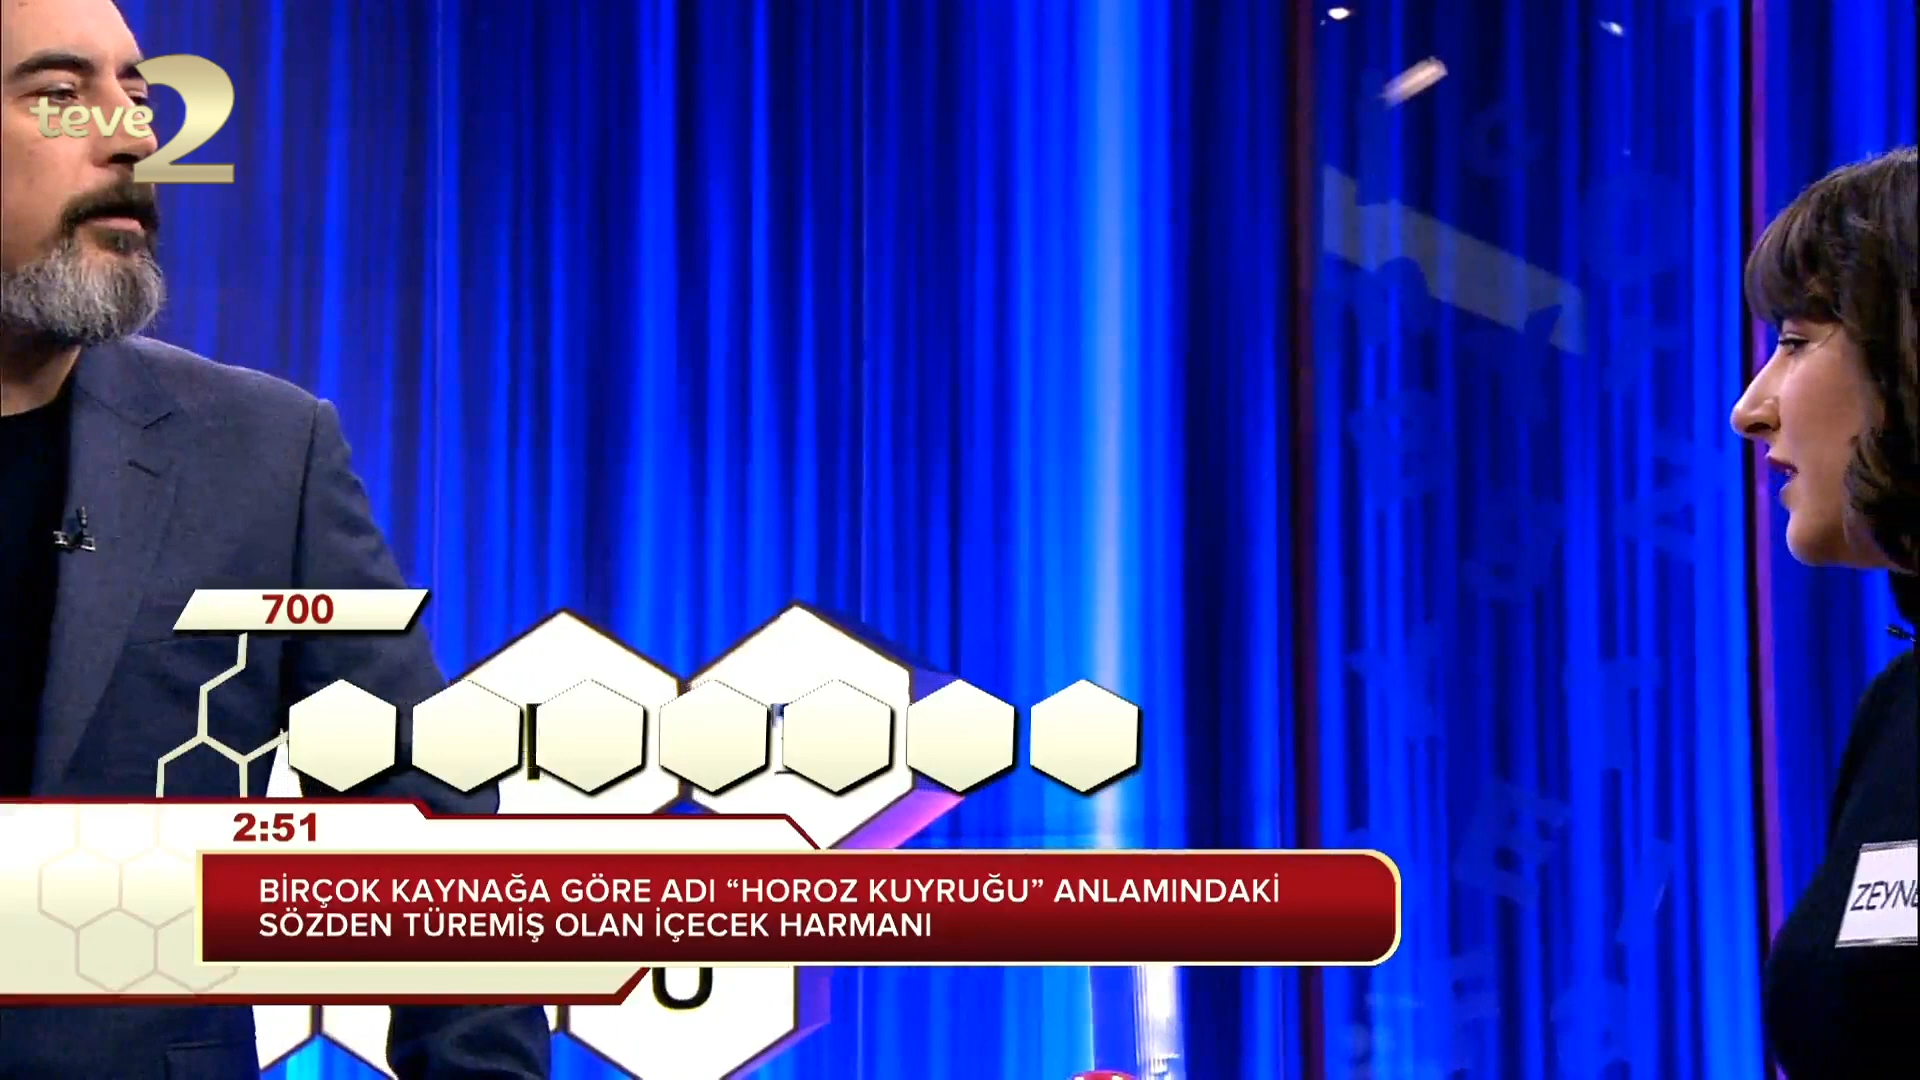 teve2
700
2:51
BİRÇOK KAYNAĞA GÖRE ADI “HOROZ KUYRUĞU” ANLAMINDAKİ
SÖZDEN TÜREMİŞ OLAN İÇECEK HARMANI